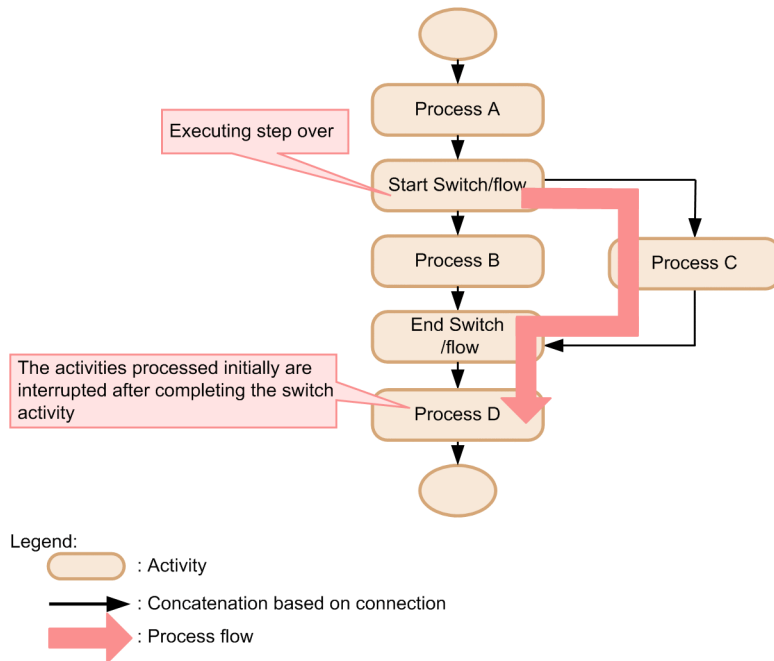 Process A
Executing step over
Start Switch/flow
Process B
Process C
End Switch
/flow
The activities processed initially are
interrupted after completing the switch
activity
Process D
Legend:
: Activity
: Concatenation based on connection
: Process flow